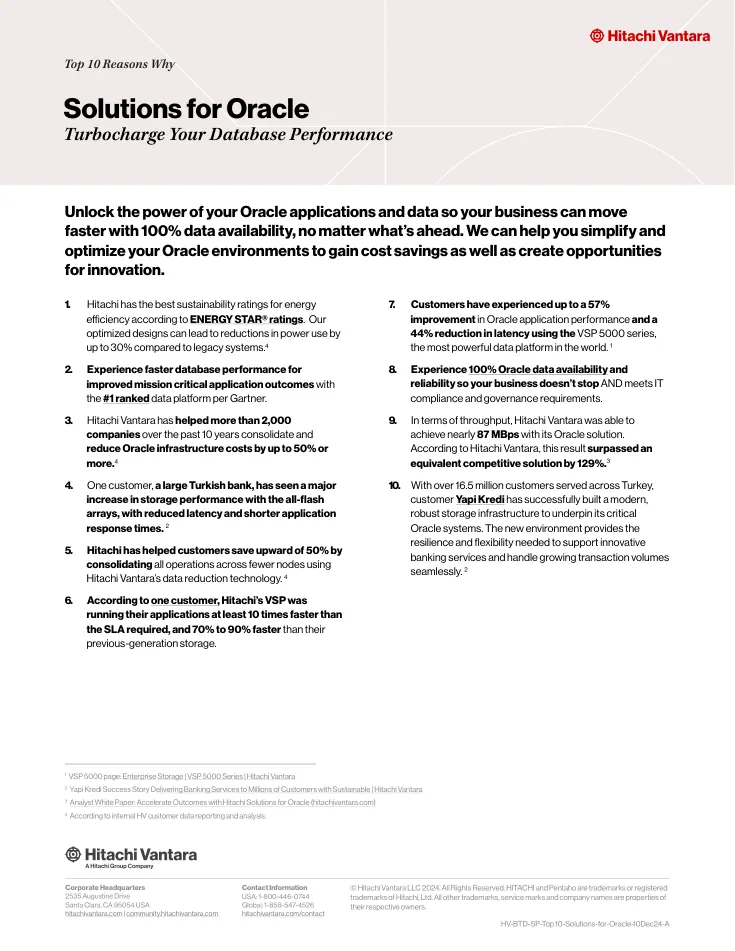 Hitachi Vantara
Top 10 Reasons Why
Solutions for Oracle
Turbocharge Your Database Performance
Unlock the power of your Oracle applications and data so your business can move
faster with 100% data availability, no matter what's ahead. We can help you simplify and
optimize your Oracle environments to gain cost savings as well as create opportunities
for innovation.
1. Hitachi has the best sustainability ratings for energy
efficiency according to ENERGY STAR® ratings. Our
optimized designs can lead to reductions in power use by
up to 30% compared to legacy systems.⁴
2. Experience faster database performance for
improved mission critical application outcomes with
the #1 ranked data platform per Gartner.
3. Hitachi Vantara has helped more than 2,000
companies over the past 10 years consolidate and
reduce Oracle infrastructure costs by up to 50% or
more.⁴
4. One customer, a large Turkish bank, has seen a major
increase in storage performance with the all-flash
arrays, with reduced latency and shorter application
response times. ²
5. Hitachi has helped customers save upward of 50% by
consolidating all operations across fewer nodes using
Hitachi Vantara's data reduction technology. ⁴
6. According to one customer, Hitachi's VSP was
running their applications at least 10 times faster than
the SLA required, and 70% to 90% faster than their
previous-generation storage.
7. Customers have experienced up to a 57%
improvement in Oracle application performance and a
44% reduction in latency using the VSP 5000 series,
the most powerful data platform in the world. ¹
8. Experience 100% Oracle data availability and
reliability so your business doesn't stop AND meets IT
compliance and governance requirements.
9. In terms of throughput, Hitachi Vantara was able to
achieve nearly 87 MBps with its Oracle solution.
According to Hitachi Vantara, this result surpassed an
equivalent competitive solution by 129%.³
10. With over 16.5 million customers served across Turkey,
customer Yapi Kredi has successfully built a modern,
robust storage infrastructure to underpin its critical
Oracle systems. The new environment provides the
resilience and flexibility needed to support innovative
banking services and handle growing transaction volumes
seamlessly. ²
¹ VSP 5000 page: Enterprise Storage | VSP 5000 Series | Hitachi Vantara
² Yapi Kredi Success Story Delivering Banking Services to Millions of Customers with Sustainable | Hitachi Vantara
³ Analyst White Paper: Accelerate Outcomes with Hitachi Solutions for Oracle (hitachivantara.com)
⁴ According to internal HV customer data reporting and analysis.
Hitachi Vantara
A Hitachi Group Company
Corporate Headquarters
2535 Augustine Drive
Santa Clara, CA 95054 USA
hitachivantara.com | community.hitachivantara.com
Contact Information
USA: 1-800-446-0744
Global: 1-858-547-4526
hitachivantara.com/contact
© Hitachi Vantara LLC 2024. All Rights Reserved. HITACHI and Pentaho are trademarks or registered
trademarks of Hitachi, Ltd. All other trademarks, service marks and company names are properties of
their respective owners.
HV-BTD-SP-Top10-Solutions-for-Oracle-10Dec24-A